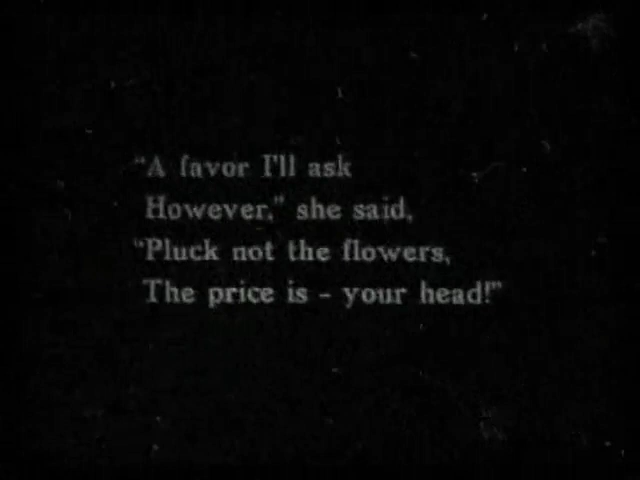 "A favor I'll ask
However," she said,
"Pluck not the flowers,
The price is - your head!"